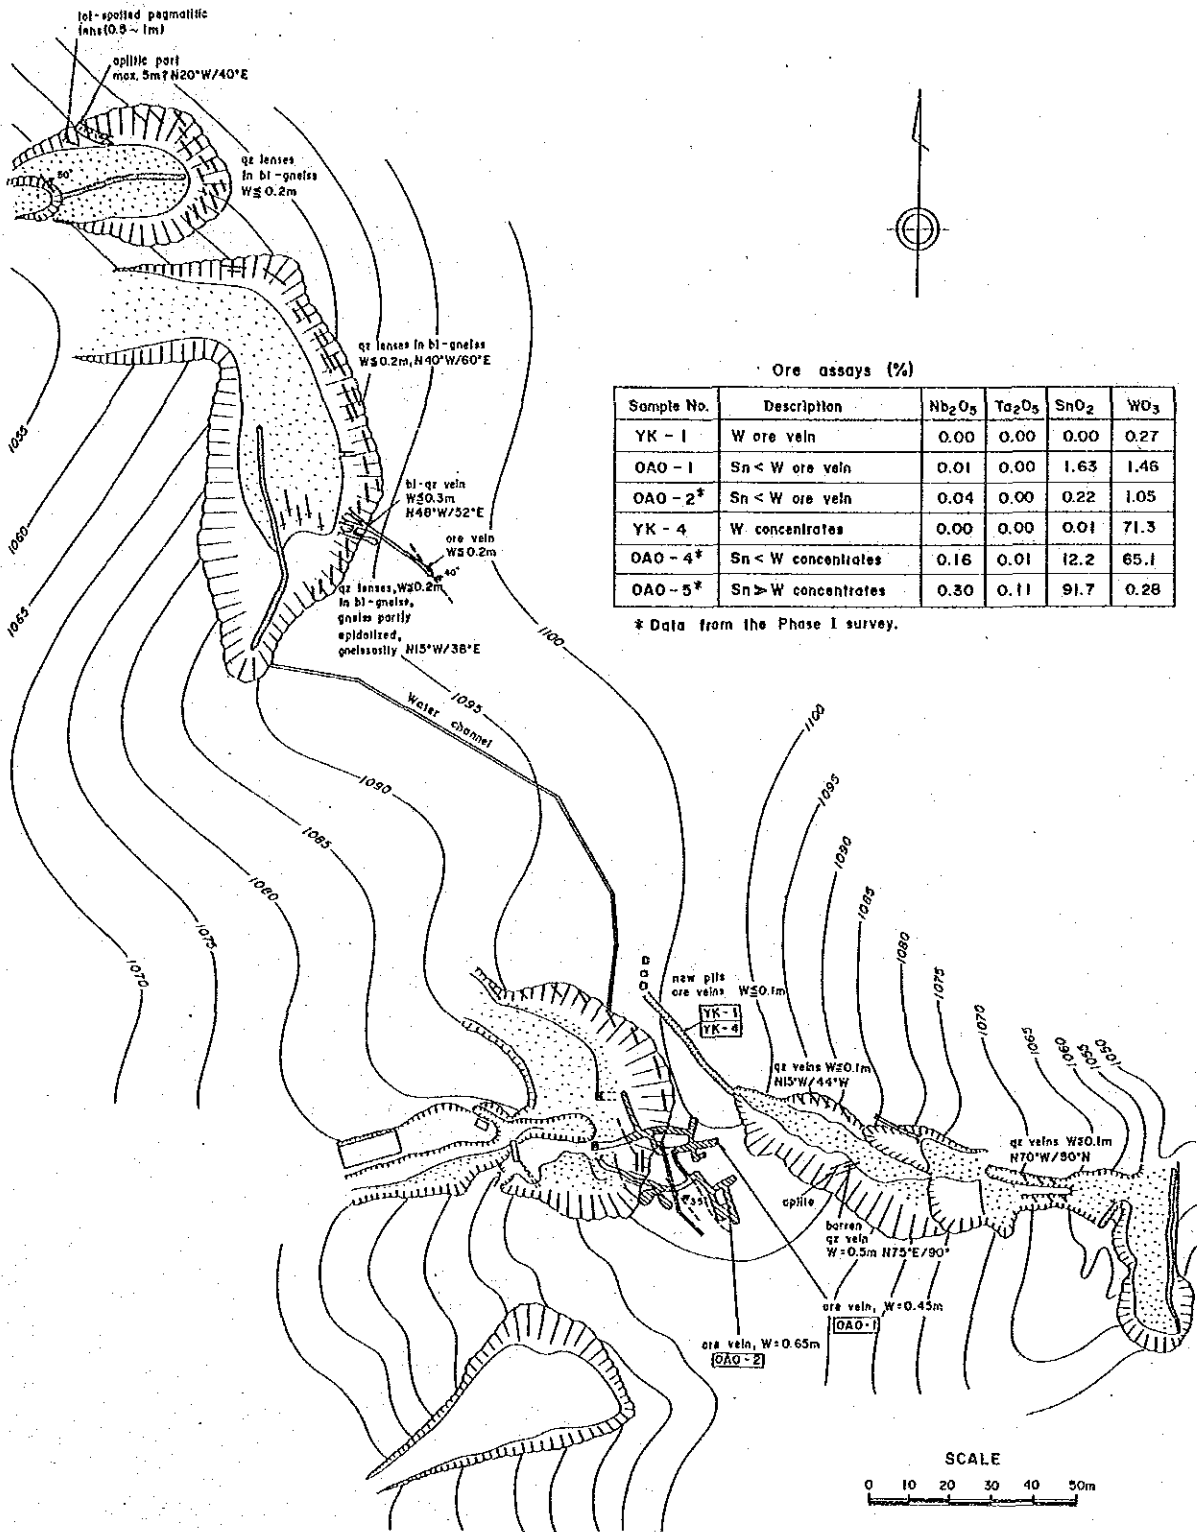 tol-spotted pegmatitic
lens (0.5~1m)
aplitic part
max. 5m? N20°W/40°E
50°
qz lenses
in bi-gneiss
W≦0.2m
qz lenses in bi-gneiss
W≦0.2m, N40°W/60°E
bi-qz vein
W≦0.3m
N48°W/52°E
ore vein
W≦0.2m
40°
qz lenses, W≦0.2m
in bi-gneiss,
gneiss partly
epidotized,
gneissosity N15°W/38°E
Ore assays (%)
Sample No. Description Nb₂O₅ Ta₂O₅ SnO₂ WO₃
YK-1 W ore vein 0.00 0.00 0.00 0.27
OAO-1 Sn < W ore vein 0.01 0.00 1.63 1.46
OAO-2* Sn < W ore vein 0.04 0.00 0.22 1.05
YK-4 W concentrates 0.00 0.00 0.01 71.3
OAO-4* Sn < W concentrates 0.16 0.01 12.2 65.1
OAO-5* Sn > W concentrates 0.30 0.11 91.7 0.28
* Data from the Phase I survey.
1055
1060
1065
1100
1095
Water channel
1090
1085
1080
1075
1070
1100
1095
1090
1085
1080
1075
1070
1065
1060
1055
1050
new pits
ore veins W≦0.1m
YK-1
YK-4
qz veins W≦0.1m
N15°W/44°W
qz veins W≦0.1m
N70°W/80°N
35°
aplite
barren
qz vein
W=0.5m N75°E/90°
ore vein, W=0.45m
OAO-1
ore vein, W=0.65m
OAO-2
SCALE
0 10 20 30 40 50m